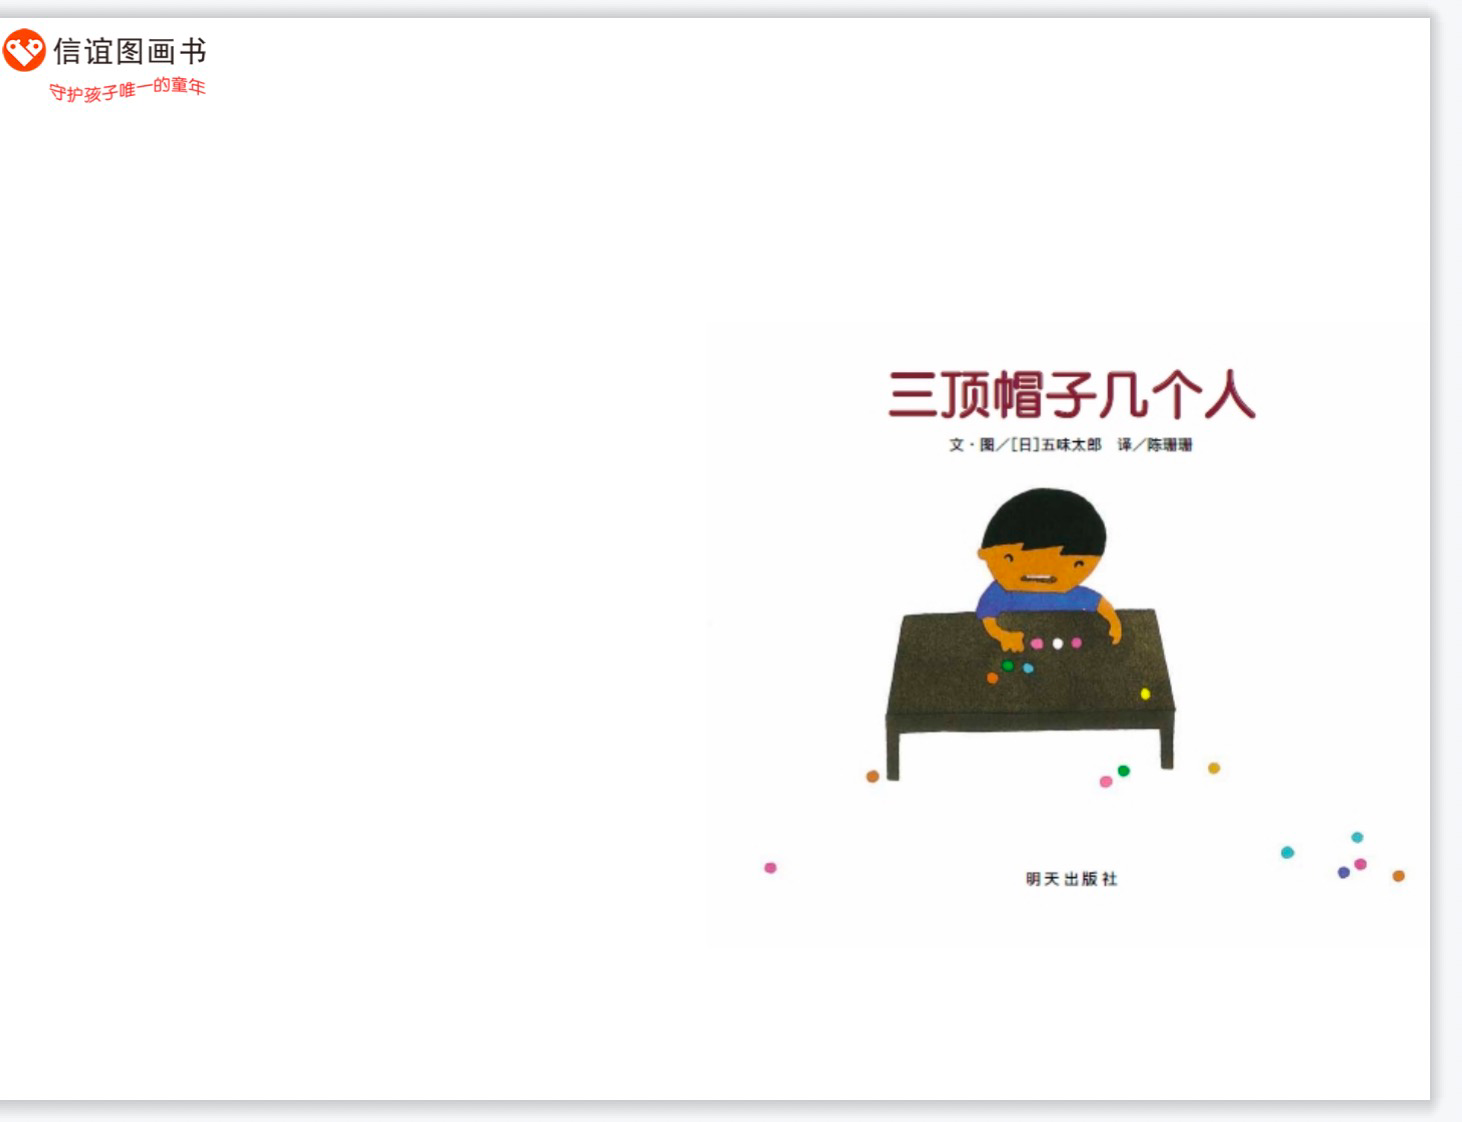 信谊图画书
守护孩子唯一的童年
三顶帽子几个人
文·图／[日]五味太郎　译／陈珊珊
明天出版社